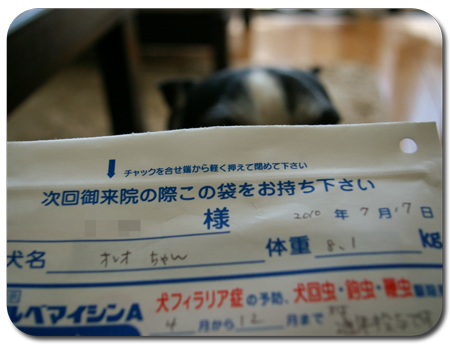 チャックを合せ端から軽く押えて閉めて下さい
次回御来院の際この袋をお持ち下さい
様 2010年7月17日
犬名 オレオちゃん 体重 8.1 kg
ルベマイシンA 犬フィラリア症の予防、犬回虫・鉤虫・鞭虫
4月から12月まで